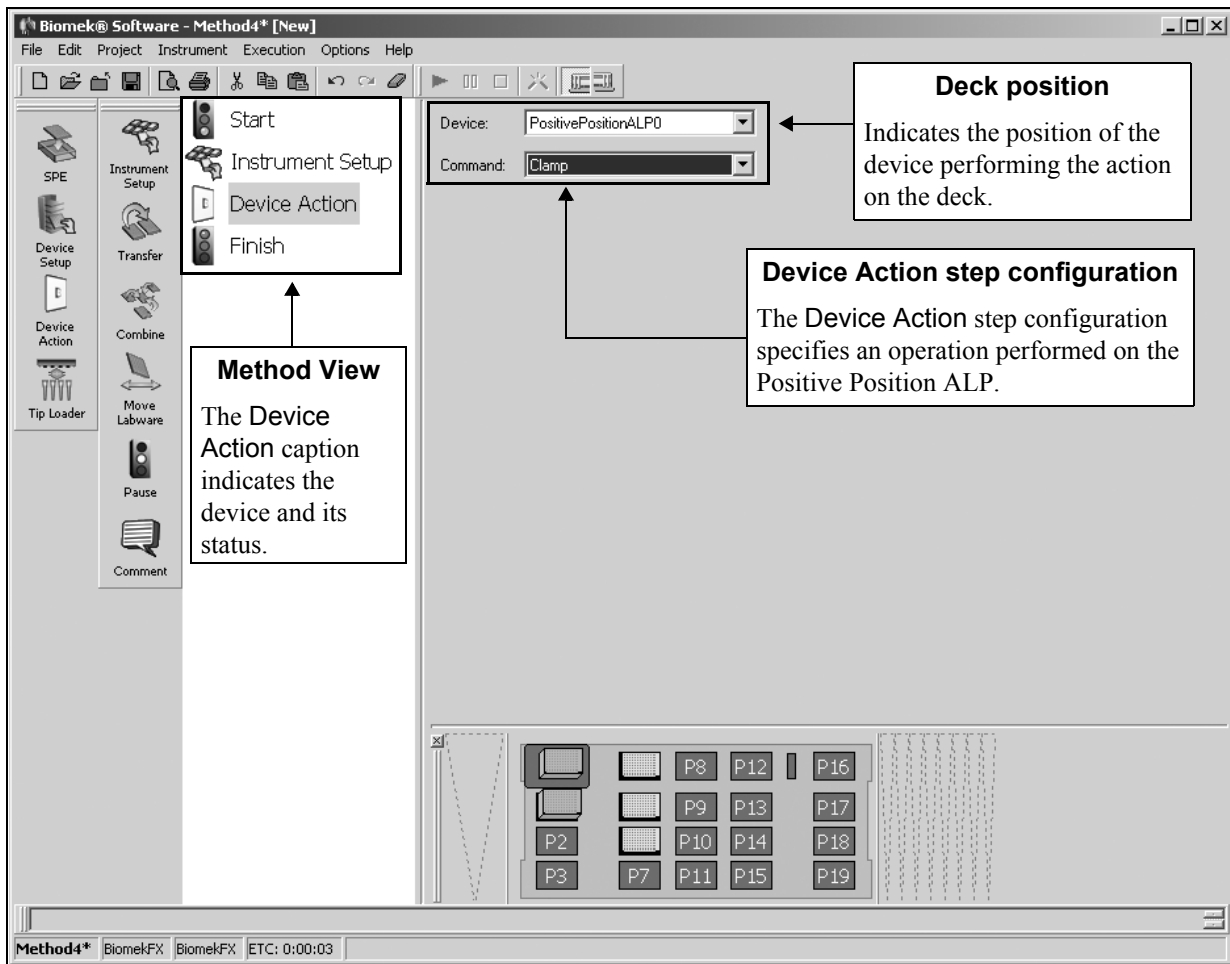 Biomek® Software - Method4* [New]
File Edit Project Instrument Execution Options Help
SPE
Device
Setup
Device
Action
Tip Loader
Instrument
Setup
Transfer
Combine
Move
Labware
Pause
Comment
Start
Instrument Setup
Device Action
Finish
Method View
The Device
Action caption
indicates the
device and its
status.
Device: PositivePositionALP0
Command: Clamp
Deck position
Indicates the position of the
device performing the action
on the deck.
Device Action step configuration
The Device Action step configuration
specifies an operation performed on the
Positive Position ALP.
P8 P12 P16
P9 P13 P17
P2 P10 P14 P18
P3 P7 P11 P15 P19
Method4* BiomekFX BiomekFX ETC: 0:00:03